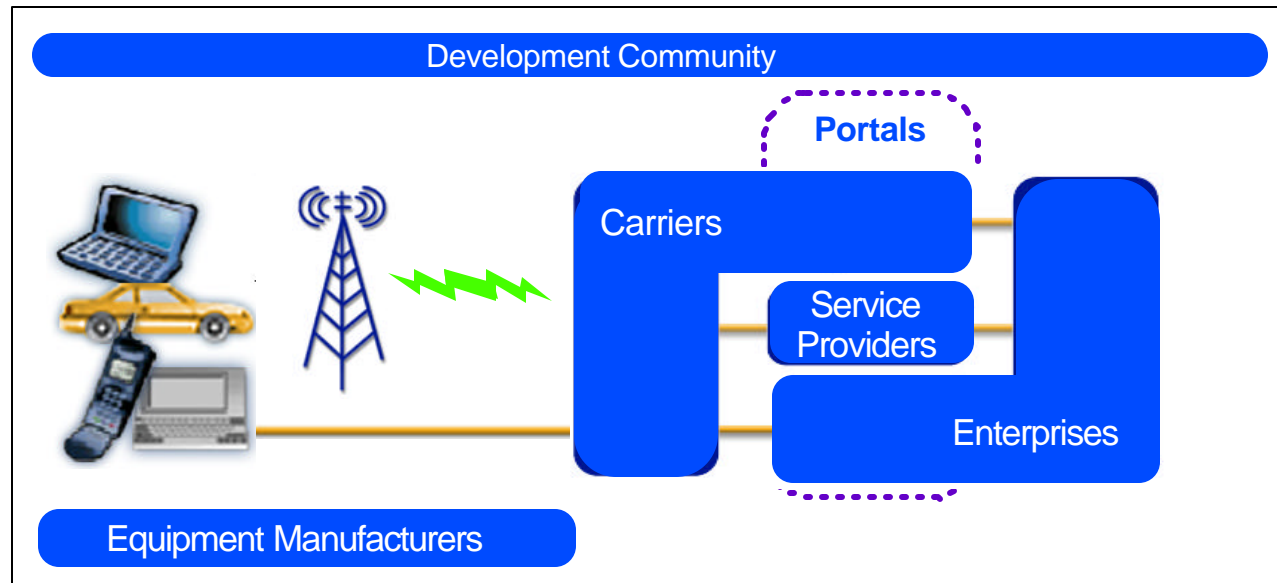 Development Community
Portals
Carriers
Service
Providers
Enterprises
Equipment Manufacturers